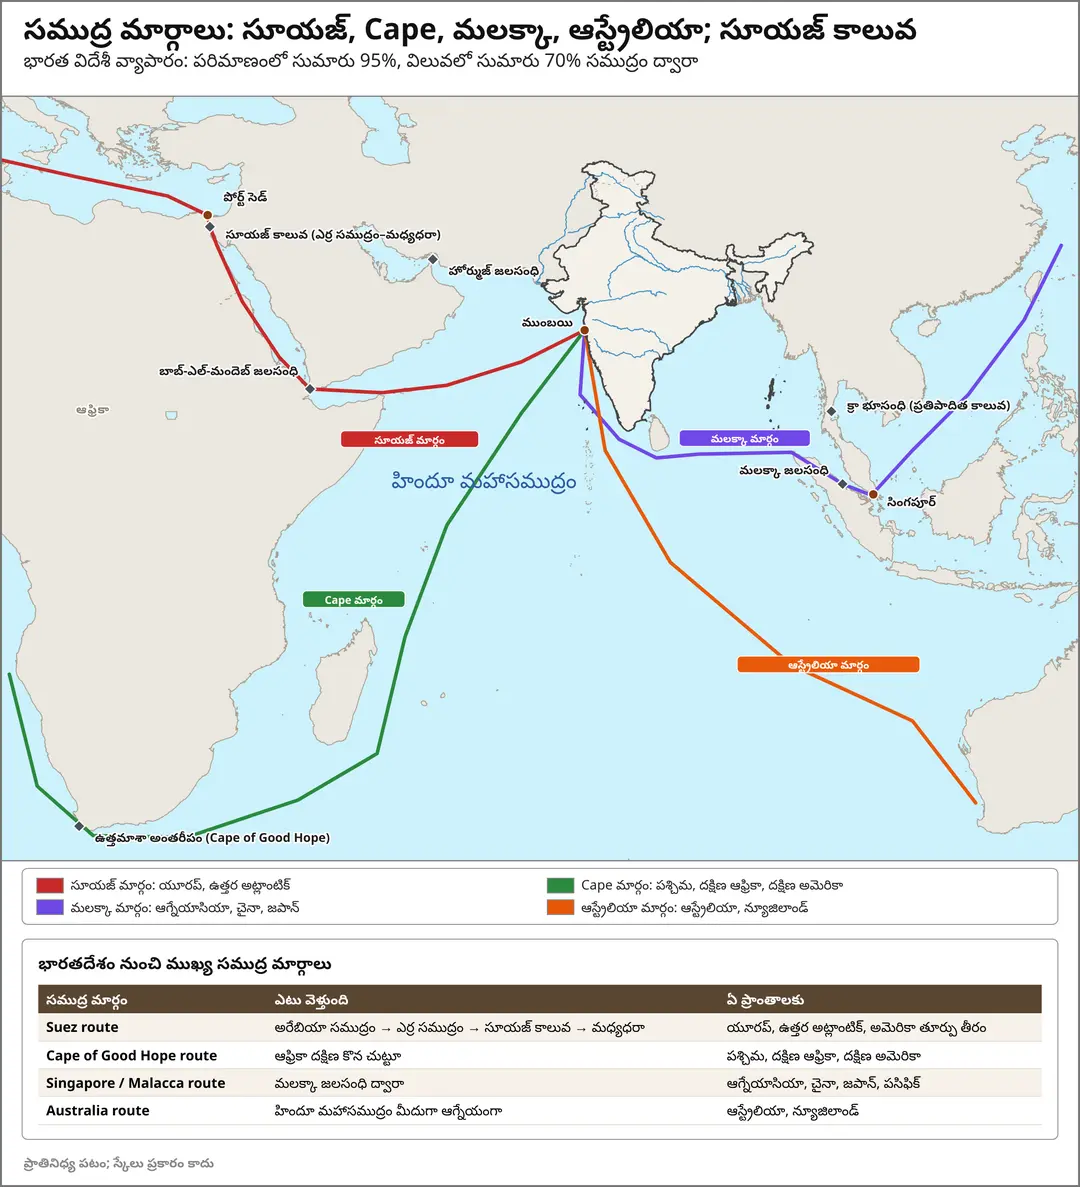 సముద్ర మార్గాలు: సూయజ్, Cape, మలక్కా, ఆస్ట్రేలియా; సూయజ్ కాలువ
భారత విదేశీ వ్యాపారం: పరిమాణంలో సుమారు 95%, విలువలో సుమారు 70% సముద్రం ద్వారా
పోర్ట్ సెడ్
సూయజ్ కాలువ (ఎర్ర సముద్రం–మధ్యధరా)
హోర్ముజ్ జలసంధి
ముంబయి
బాబ్-ఎల్-మందెబ్ జలసంధి
ఆఫ్రికా
క్రా భూసంధి (ప్రతిపాదిత కాలువ)
సూయజ్ మార్గం
మలక్కా మార్గం
మలక్కా జలసంధి
హిందూ మహాసముద్రం
సింగపూర్
Cape మార్గం
ఆస్ట్రేలియా మార్గం
ఉత్తమాశా అంతరీపం (Cape of Good Hope)
సూయజ్ మార్గం: యూరప్, ఉత్తర అట్లాంటిక్
Cape మార్గం: పశ్చిమ, దక్షిణ ఆఫ్రికా, దక్షిణ అమెరికా
మలక్కా మార్గం: ఆగ్నేయాసియా, చైనా, జపాన్
ఆస్ట్రేలియా మార్గం: ఆస్ట్రేలియా, న్యూజిలాండ్
భారతదేశం నుంచి ముఖ్య సముద్ర మార్గాలు
సముద్ర మార్గం ఎటు వెళ్తుంది ఏ ప్రాంతాలకు
Suez route అరేబియా సముద్రం → ఎర్ర సముద్రం → సూయజ్ కాలువ → మధ్యధరా యూరప్, ఉత్తర అట్లాంటిక్, అమెరికా తూర్పు తీరం
Cape of Good Hope route ఆఫ్రికా దక్షిణ కొన చుట్టూ పశ్చిమ, దక్షిణ ఆఫ్రికా, దక్షిణ అమెరికా
Singapore / Malacca route మలక్కా జలసంధి ద్వారా ఆగ్నేయాసియా, చైనా, జపాన్, పసిఫిక్
Australia route హిందూ మహాసముద్రం మీదుగా ఆగ్నేయంగా ఆస్ట్రేలియా, న్యూజిలాండ్
ప్రాతినిధ్య పటం; స్కేలు ప్రకారం కాదు